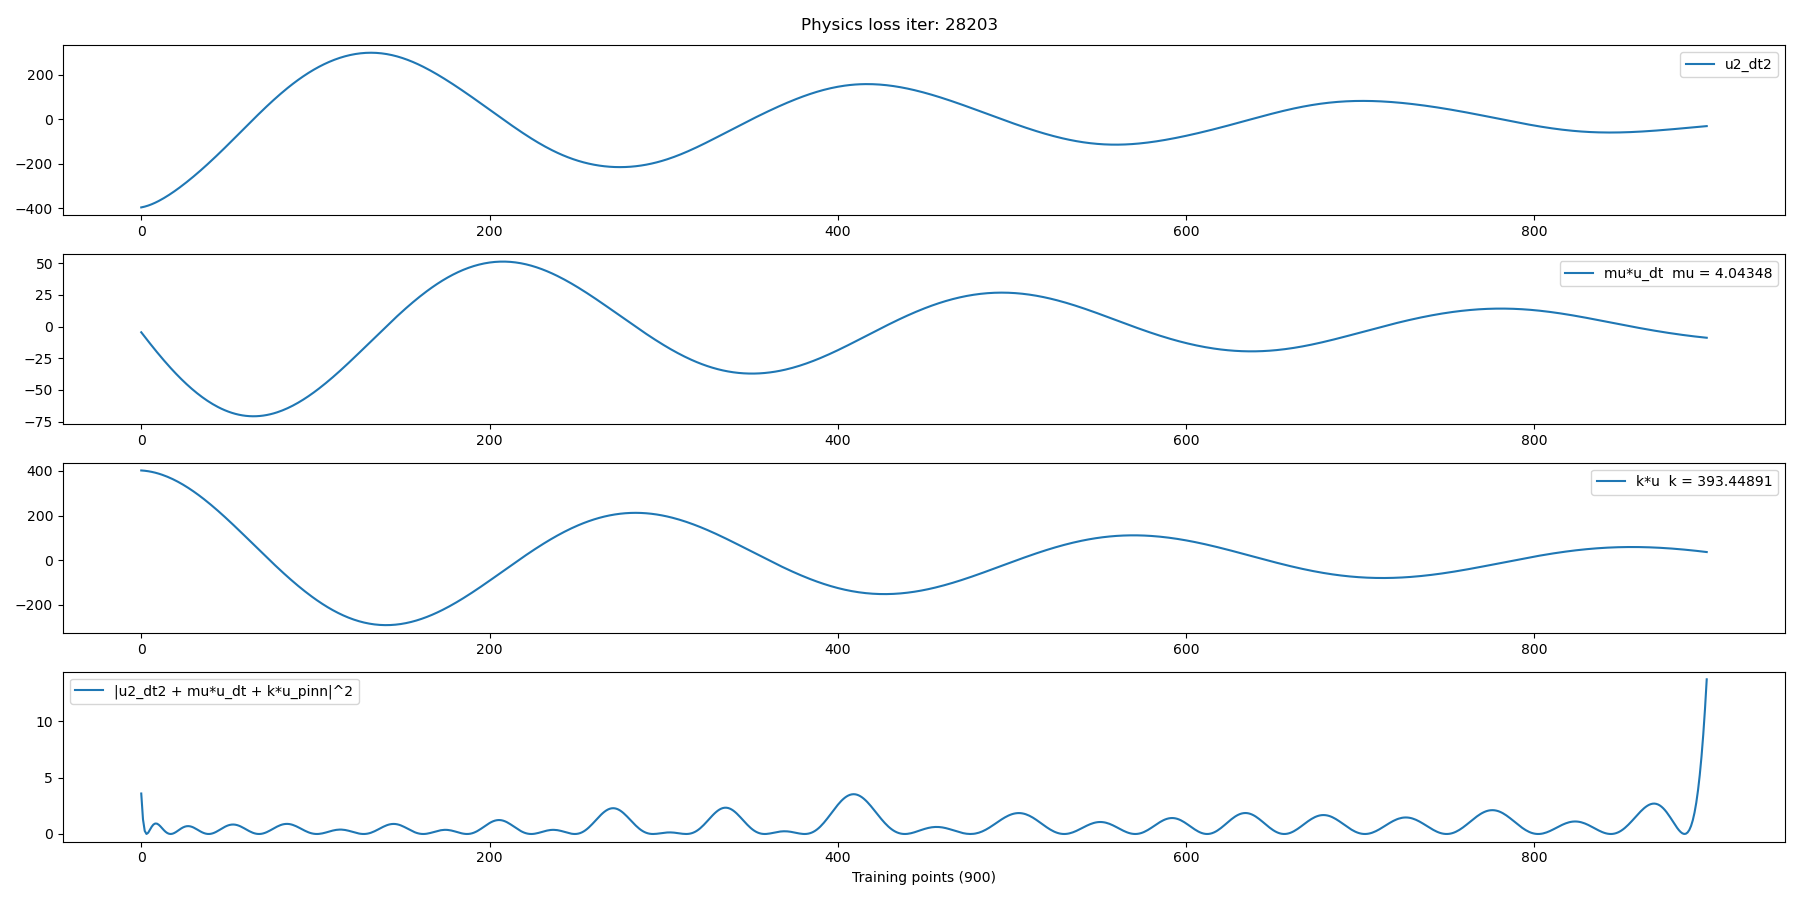 Physics loss iter: 28203
200
0
−200
−400
u2_dt2
0 200 400 600 800
50
25
0
−25
−50
−75
mu*u_dt  mu = 4.04348
0 200 400 600 800
400
200
0
−200
k*u  k = 393.44891
0 200 400 600 800
10
5
0
|u2_dt2 + mu*u_dt + k*u_pinn|^2
0 200 400 600 800
Training points (900)